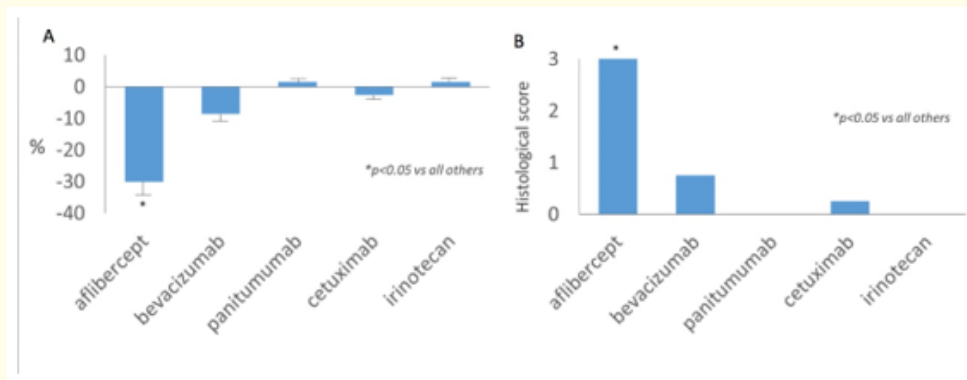 A
10
0
-10
-20
-30
-40
%
*
*p<0.05 vs all others
aflibercept
bevacizumab
panitumumab
cetuximab
irinotecan
B
3
2
1
0
Histological score
*
*p<0.05 vs all others
aflibercept
bevacizumab
panitumumab
cetuximab
irinotecan